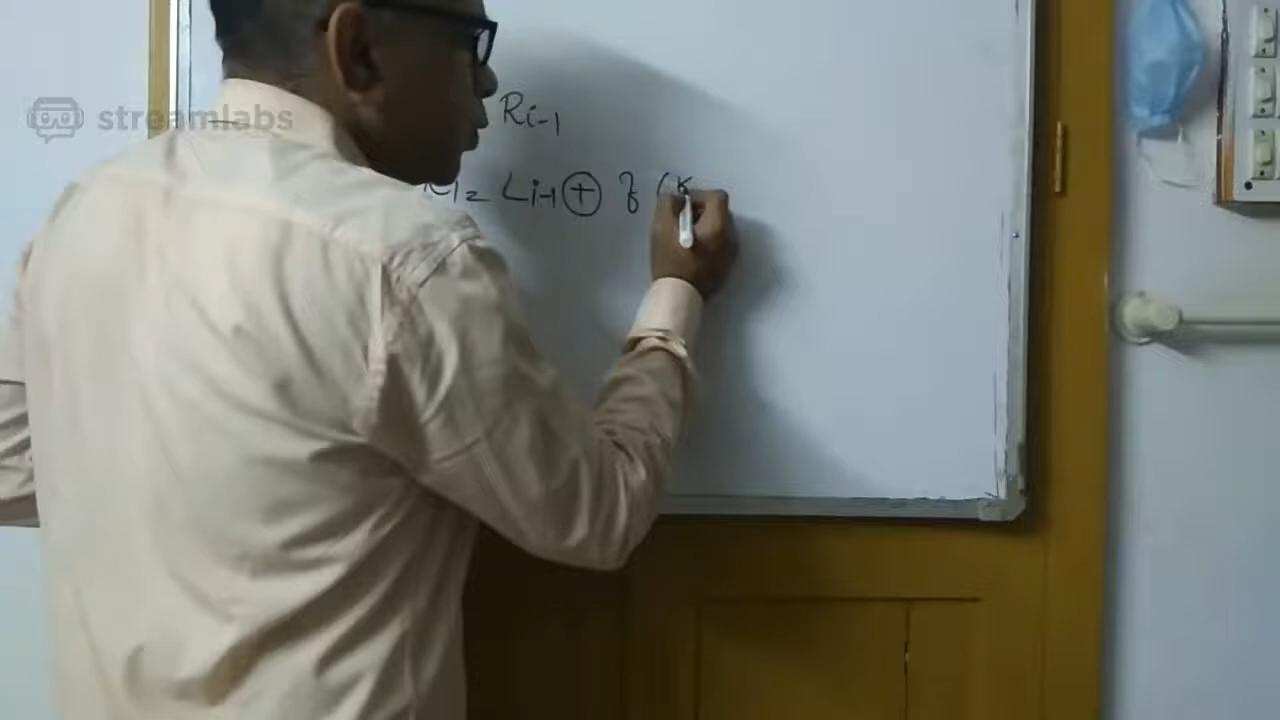 streamlabs
Ri-1
Ri = Li-1 ⊕ f (K